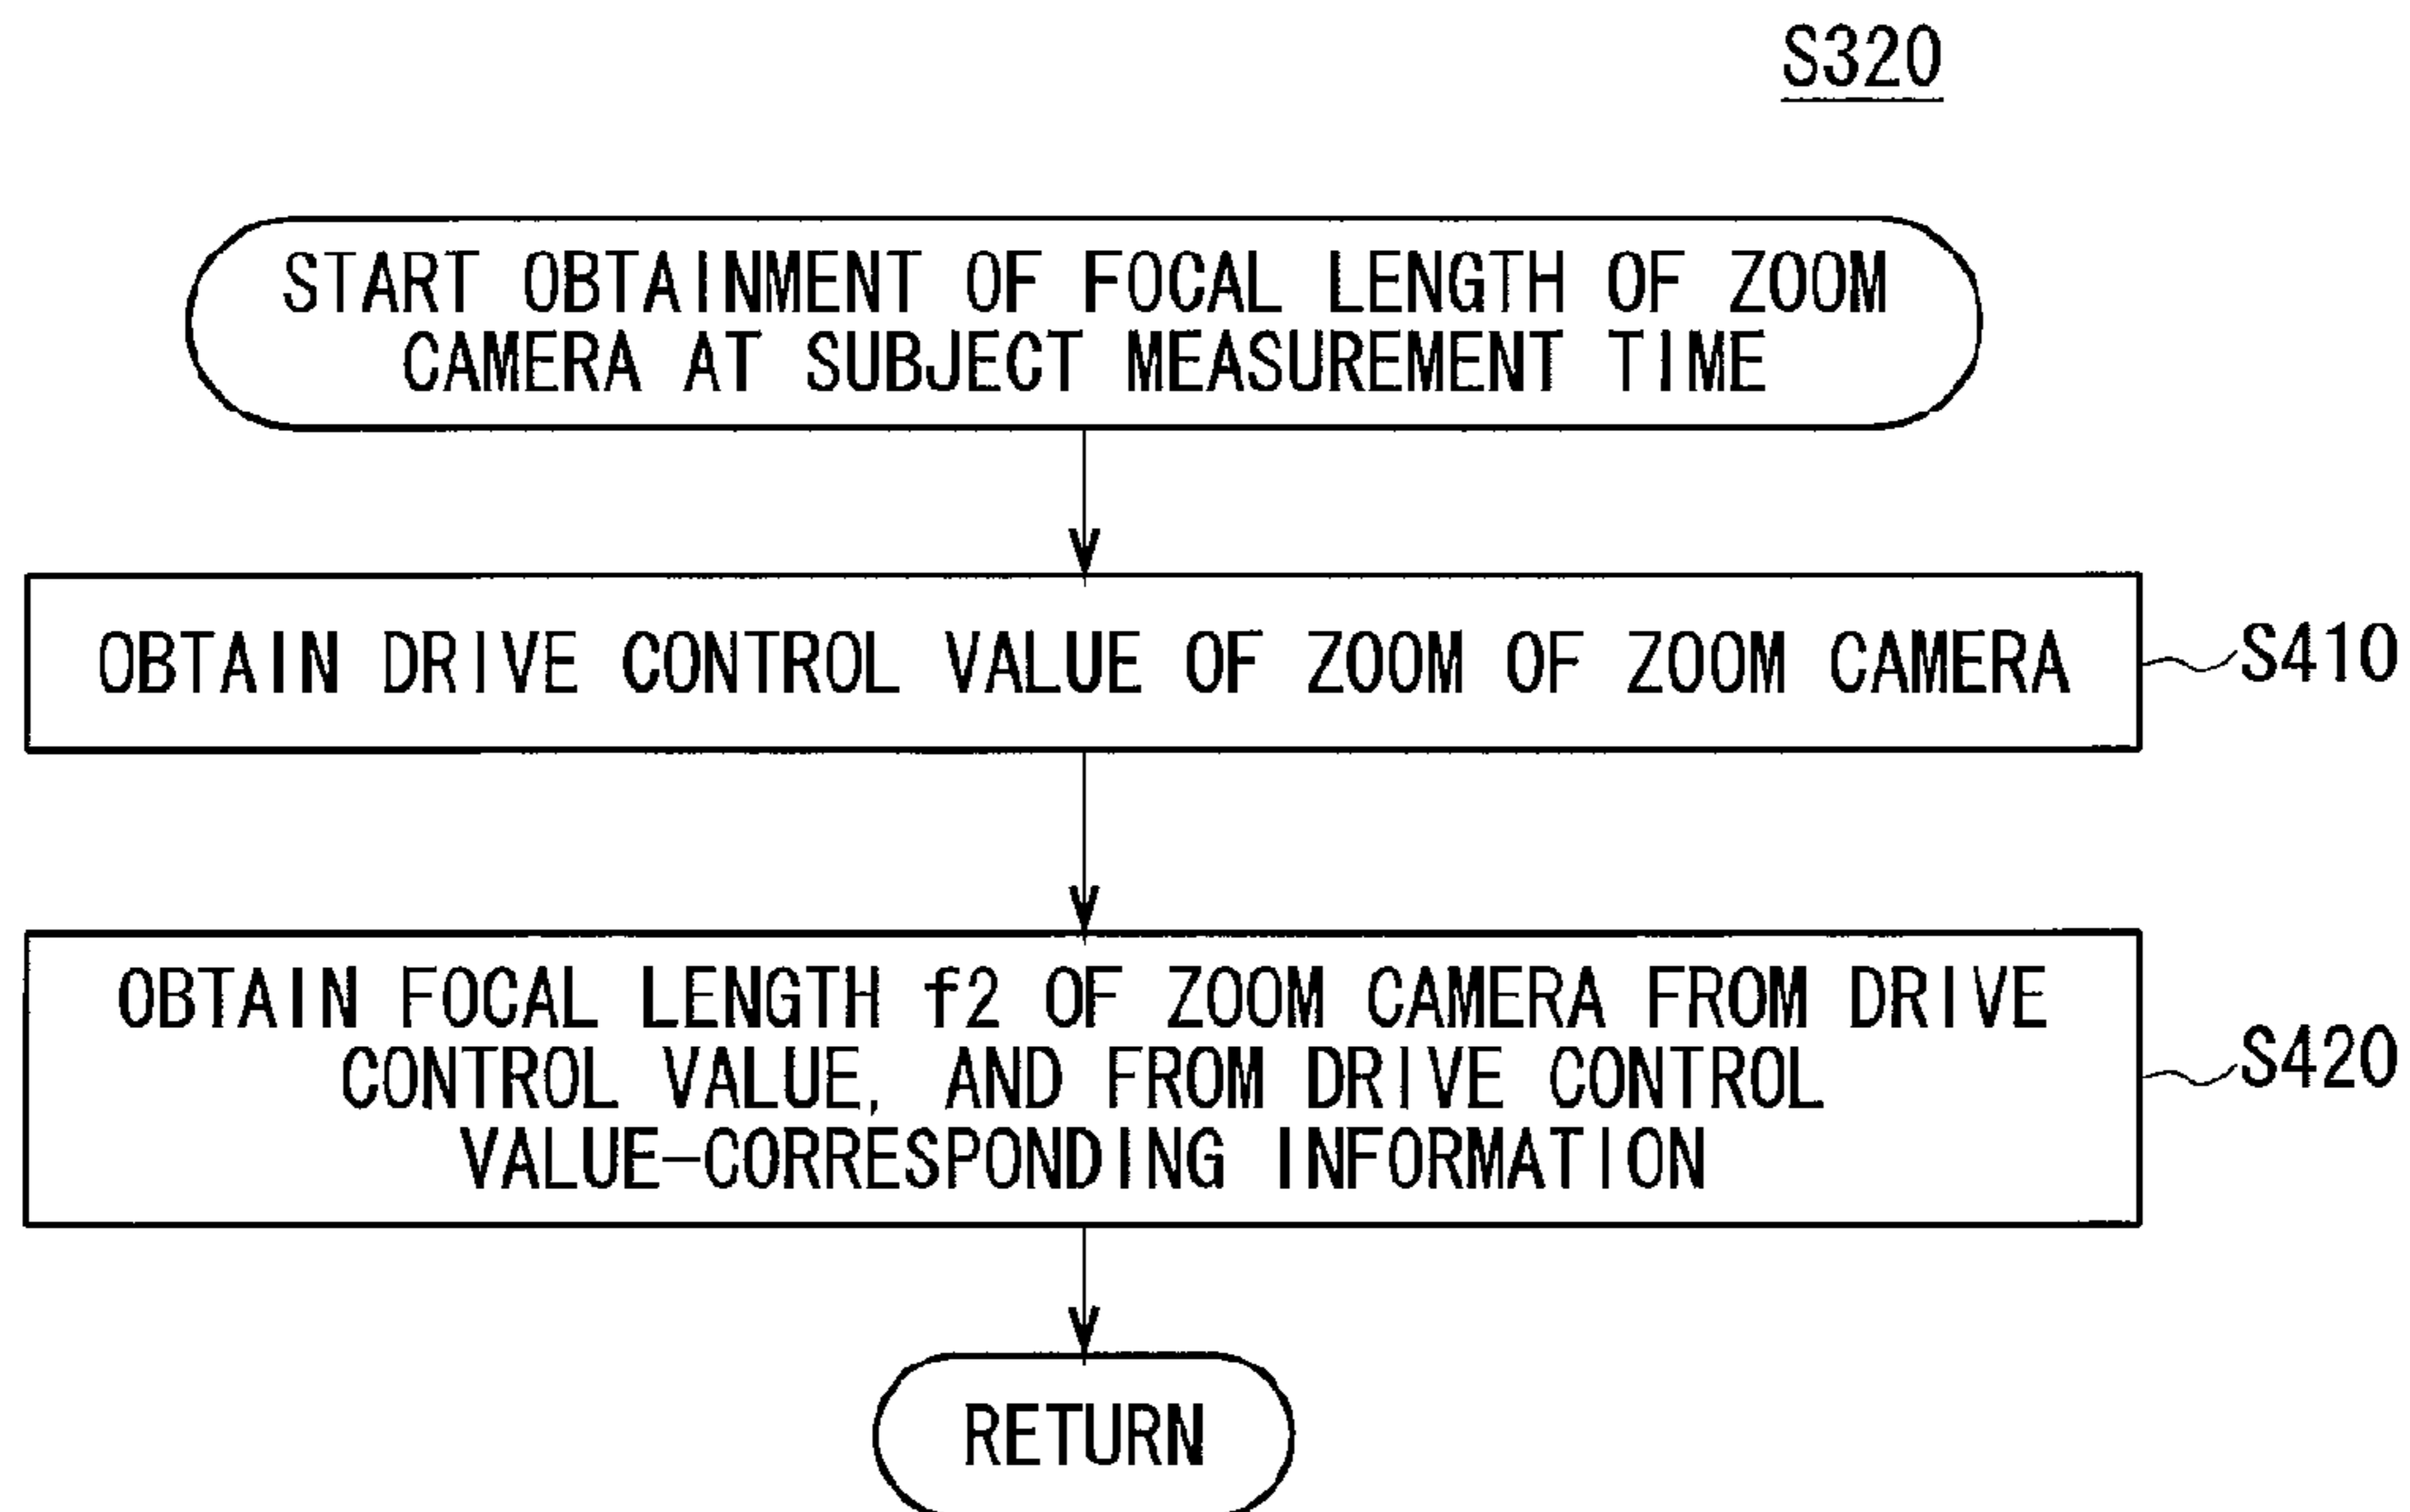 S320
START OBTAINMENT OF FOCAL LENGTH OF ZOOM
CAMERA AT SUBJECT MEASUREMENT TIME
OBTAIN DRIVE CONTROL VALUE OF ZOOM OF ZOOM CAMERA
S410
OBTAIN FOCAL LENGTH f2 OF ZOOM CAMERA FROM DRIVE
CONTROL VALUE, AND FROM DRIVE CONTROL
VALUE-CORRESPONDING INFORMATION
S420
RETURN